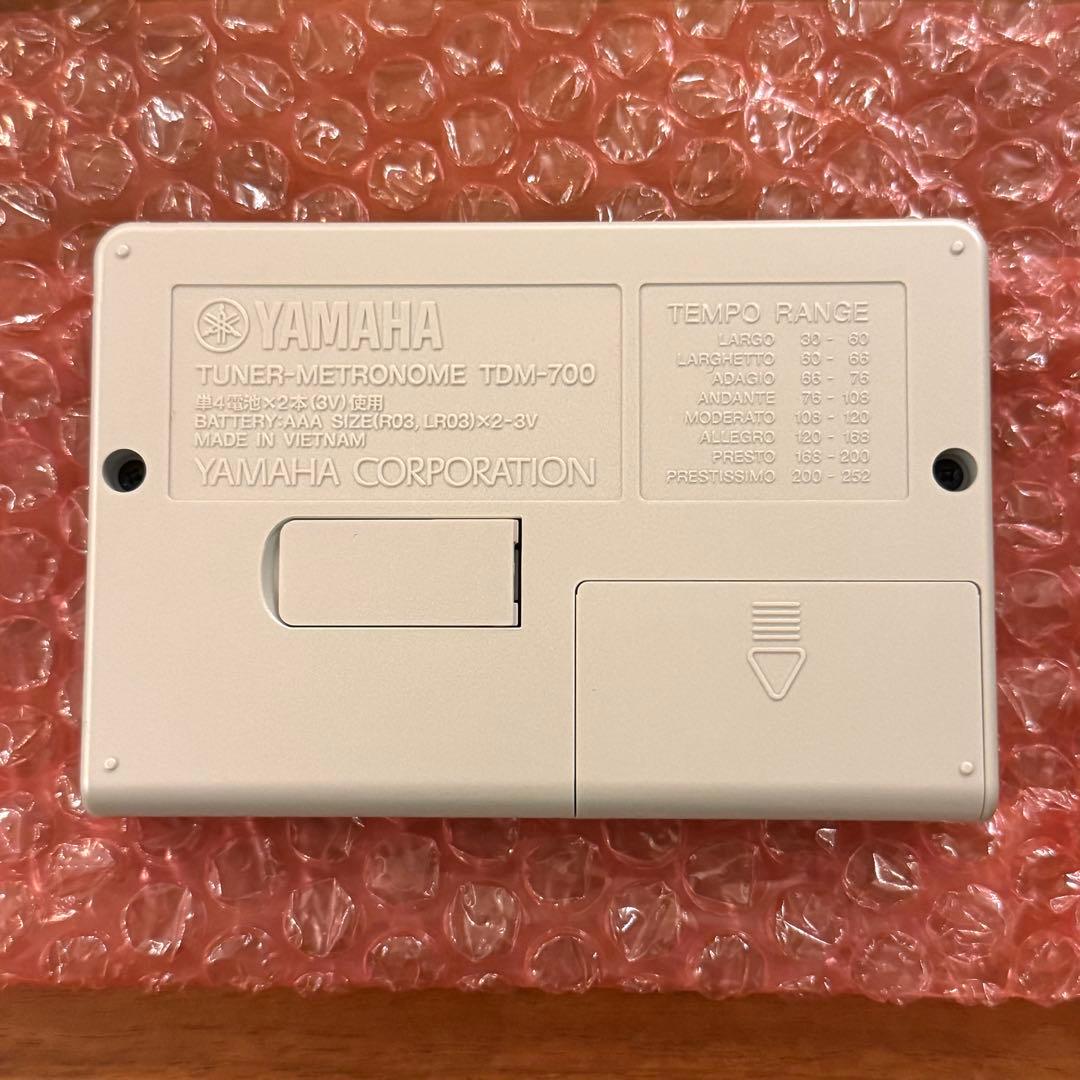 YAMAHA
TUNER-METRONOME TDM-700
単4電池×2本(3V)使用
BATTERY:AAA SIZE(R03, LR03)×2-3V
MADE IN VIETNAM
YAMAHA CORPORATION
TEMPO RANGE
LARGO 30 - 60
LARGHETTO 60 - 66
ADAGIO 66 - 76
ANDANTE 76 - 108
MODERATO 108 - 120
ALLEGRO 120 - 168
PRESTO 168 - 200
PRESTISSIMO 200 - 252